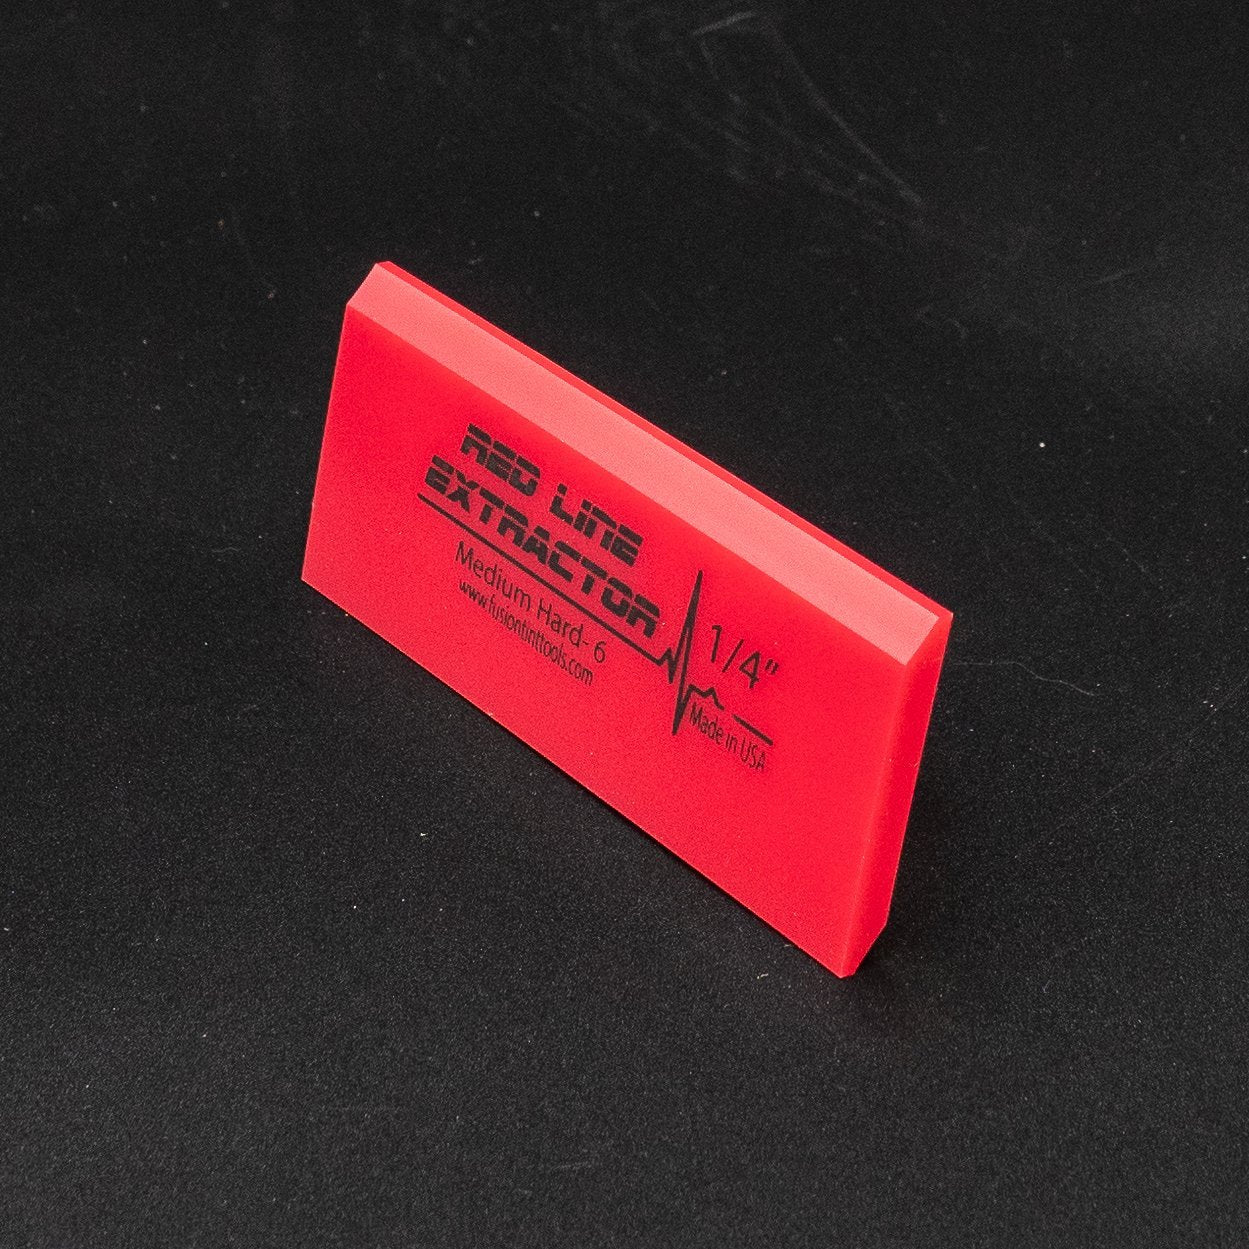 RED LINE
EXTRACTOR
Medium Hard- 6
www.fusiontinttools.com
1/4"
Made in USA